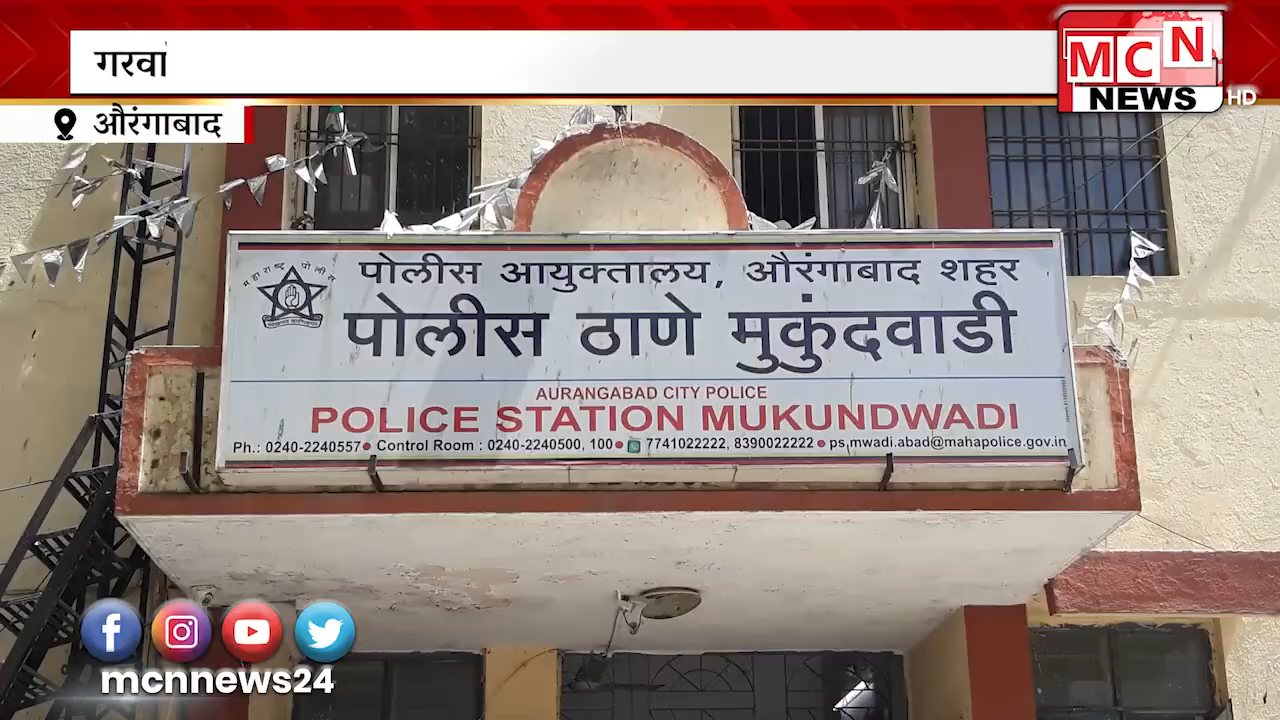 गरवा
MCN
NEWS HD
औरंगाबाद
महाराष्ट्र पोलीस
पोलीस आयुक्तालय, औरंगाबाद शहर
पोलीस ठाणे मुकुंदवाडी
AURANGABAD CITY POLICE
POLICE STATION MUKUNDWADI
Ph.: 0240-2240557 ● Control Room : 0240-2240500, 100 ● 7741022222, 8390022222 ● ps.mwadi.abad@mahapolice.gov.in
mcnnews24